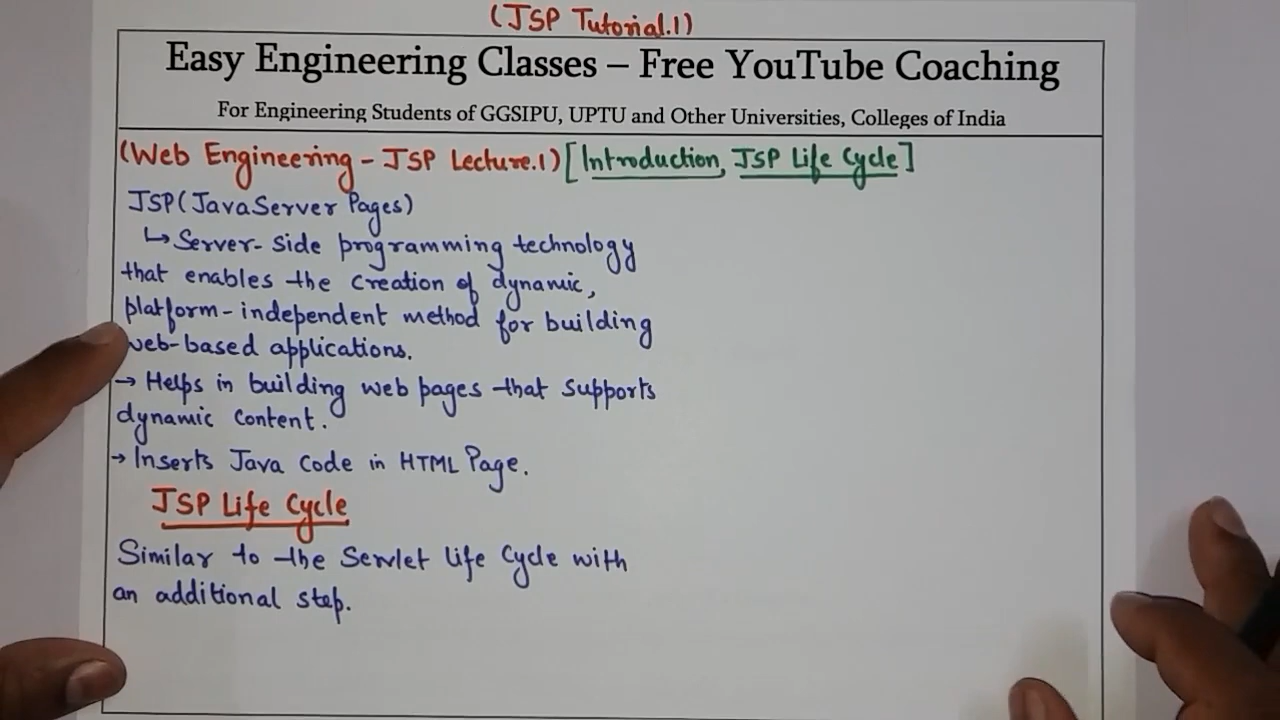 (JSP Tutorial.1)
Easy Engineering Classes – Free YouTube Coaching
For Engineering Students of GGSIPU, UPTU and Other Universities, Colleges of India
(Web Engineering - JSP Lecture.1) [Introduction, JSP Life Cycle]
JSP(JavaServer Pages)
↳ Server-side programming technology
that enables the creation of dynamic,
platform-independent method for building
web-based applications.
→ Helps in building web pages that supports
dynamic content.
→ Inserts Java code in HTML Page.
JSP Life Cycle
Similar to the Servlet life cycle with
an additional step.